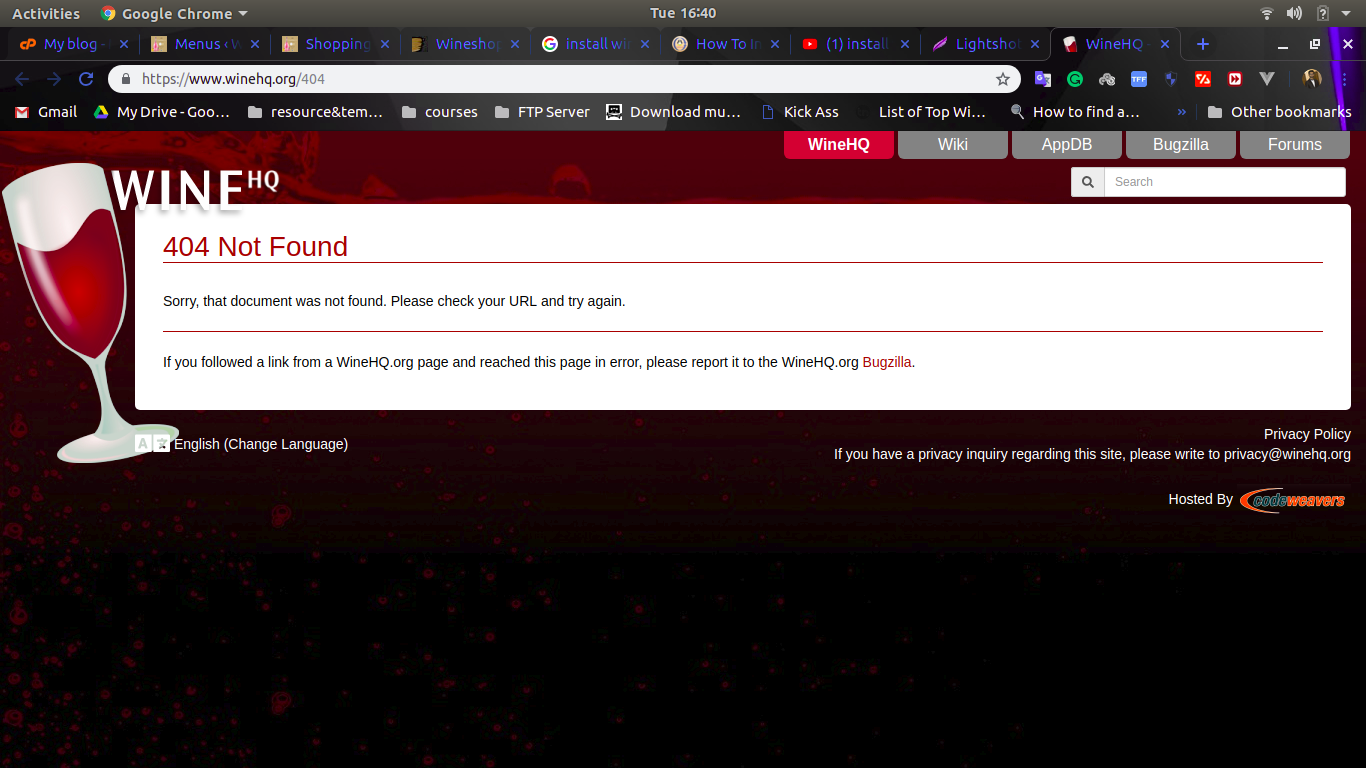 Activities Google Chrome Tue 16:40
My blog - Menus ‹ W Shopping Wineshop install wi How To In (1) install Lightshot WineHQ -
https://www.winehq.org/404
Gmail My Drive - Goo… resource&tem… courses FTP Server Download mu… Kick Ass List of Top Wi… How to find a… » Other bookmarks
WineHQ Wiki AppDB Bugzilla Forums
WINE HQ
Search
404 Not Found
Sorry, that document was not found. Please check your URL and try again.
If you followed a link from a WineHQ.org page and reached this page in error, please report it to the WineHQ.org Bugzilla.
English (Change Language)
Privacy Policy
If you have a privacy inquiry regarding this site, please write to privacy@winehq.org
Hosted By codeweavers